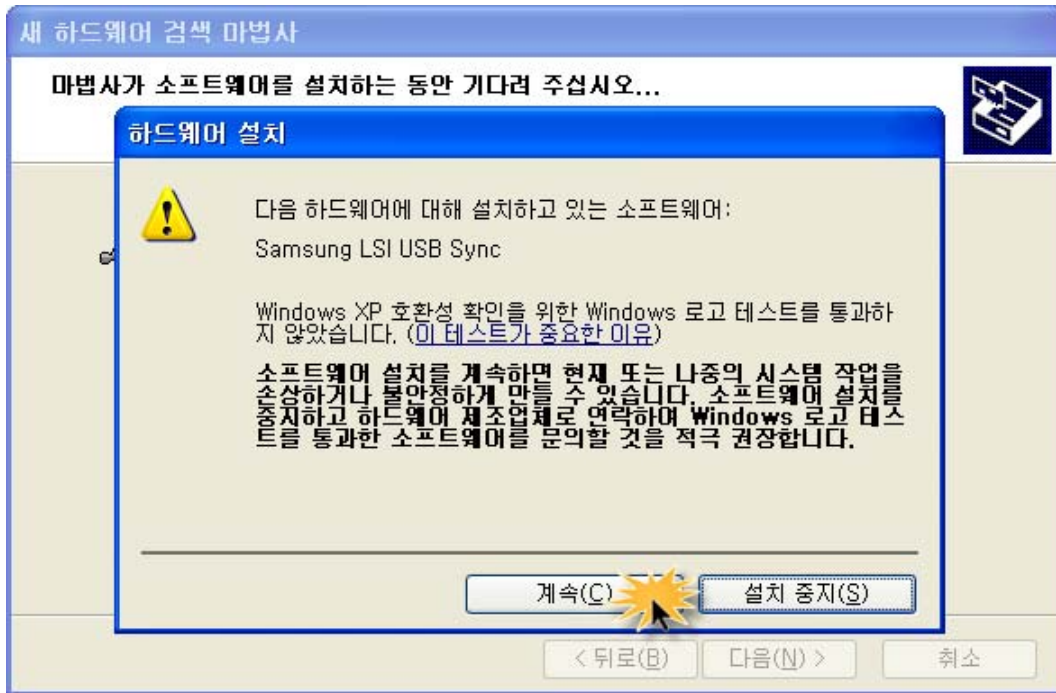 새 하드웨어 검색 마법사
마법사가 소프트웨어를 설치하는 동안 기다려 주십시오...
하드웨어 설치
다음 하드웨어에 대해 설치하고 있는 소프트웨어:
Samsung LSI USB Sync
Windows XP 호환성 확인을 위한 Windows 로고 테스트를 통과하
지 않았습니다. (이 테스트가 중요한 이유)
소프트웨어 설치를 계속하면 현재 또는 나중의 시스템 작업을
손상하거나 불안정하게 만들 수 있습니다. 소프트웨어 설치를
중지하고 하드웨어 제조업체로 연락하여 Windows 로고 테스
트를 통과한 소프트웨어를 문의할 것을 적극 권장합니다.
계속(C) 설치 중지(S)
< 뒤로(B) 다음(N) > 취소